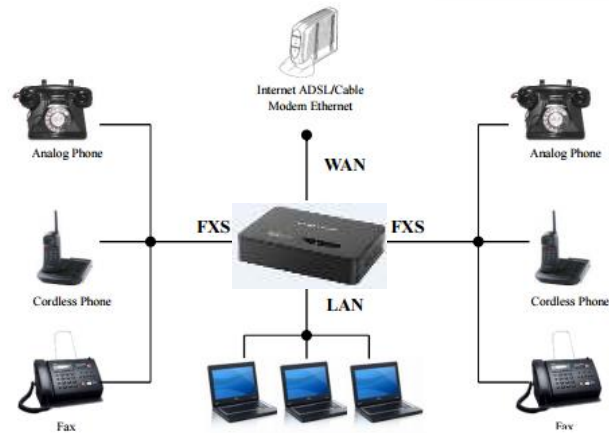 Internet ADSL/Cable
Modem Ethernet
Analog Phone
Analog Phone
WAN
FXS
FXS
Cordless Phone
Cordless Phone
LAN
Fax
Fax